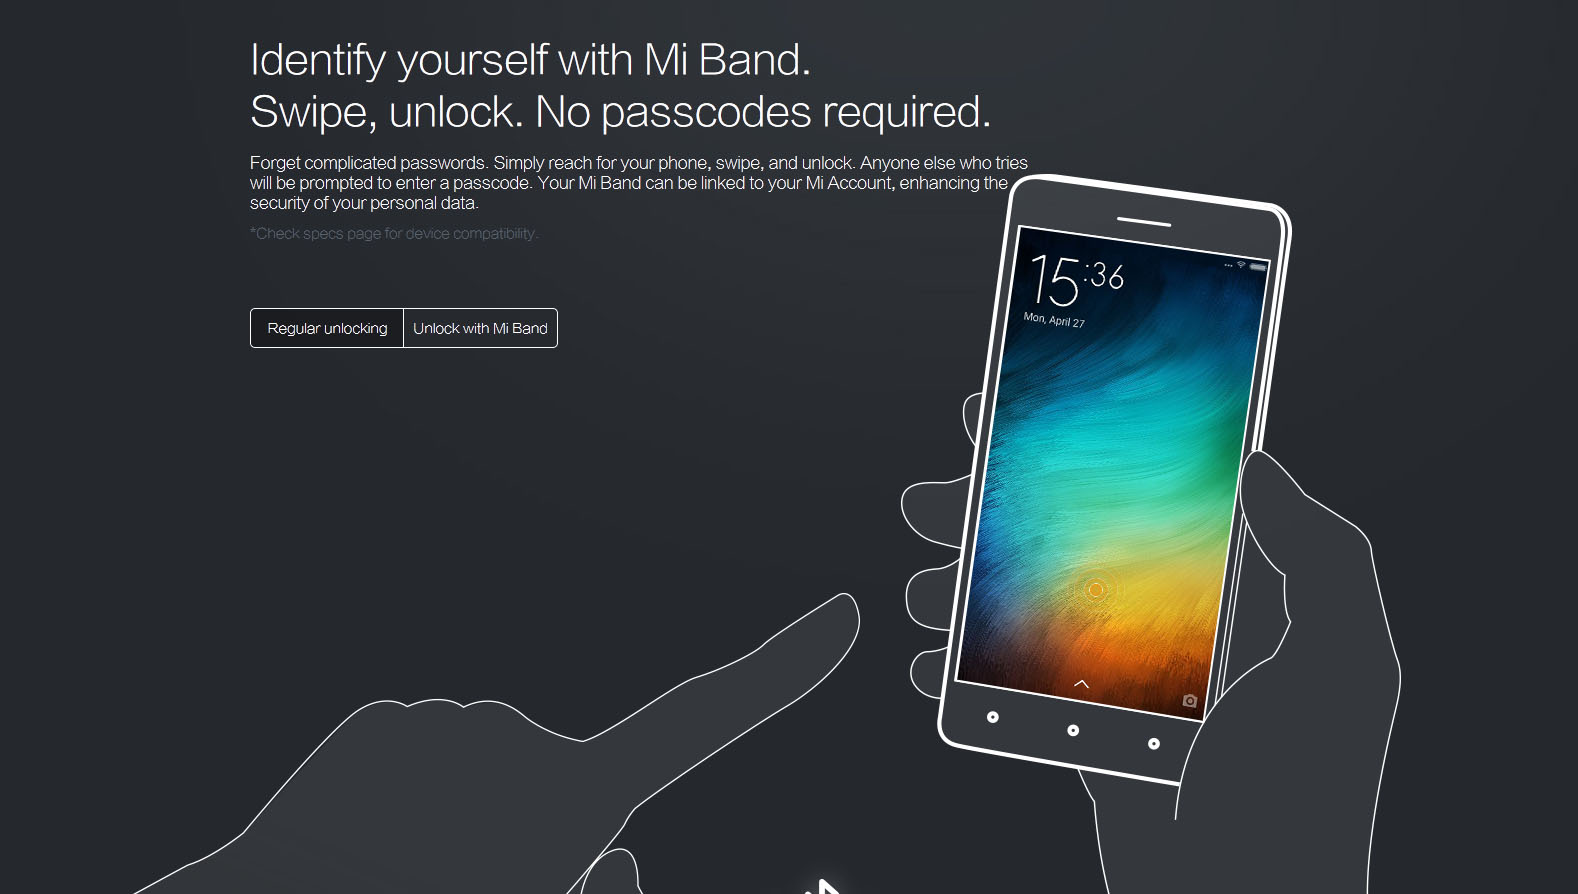 Identify yourself with Mi Band.
Swipe, unlock. No passcodes required.
Forget complicated passwords. Simply reach for your phone, swipe, and unlock. Anyone else who tries
will be prompted to enter a passcode. Your Mi Band can be linked to your Mi Account, enhancing the
security of your personal data.
*Check specs page for device compatibility.
Regular unlocking
Unlock with Mi Band
15:36
Mon, April 27